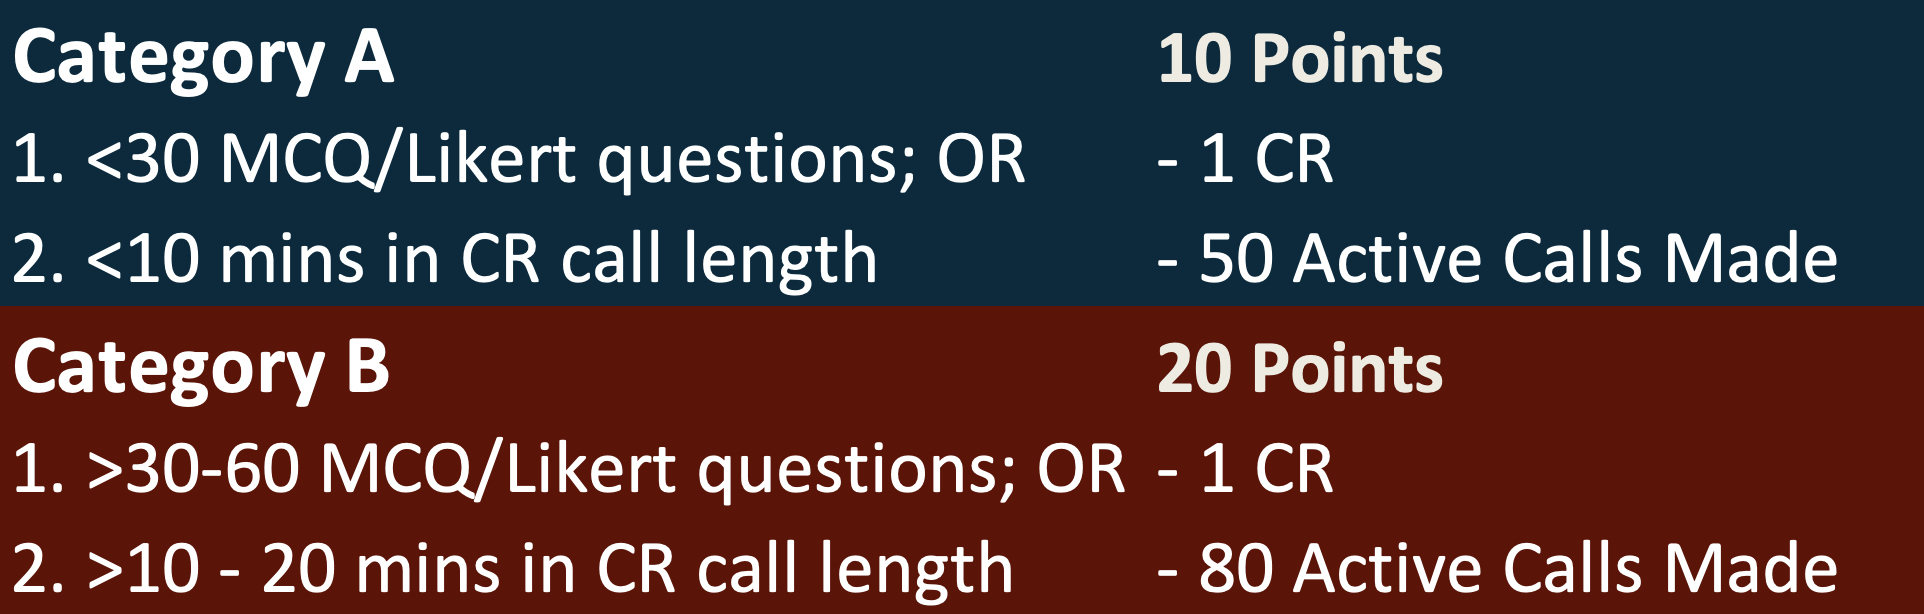 Category A 10 Points
1. <30 MCQ/Likert questions; OR - 1 CR
2. <10 mins in CR call length - 50 Active Calls Made
Category B 20 Points
1. >30-60 MCQ/Likert questions; OR - 1 CR
2. >10 - 20 mins in CR call length - 80 Active Calls Made